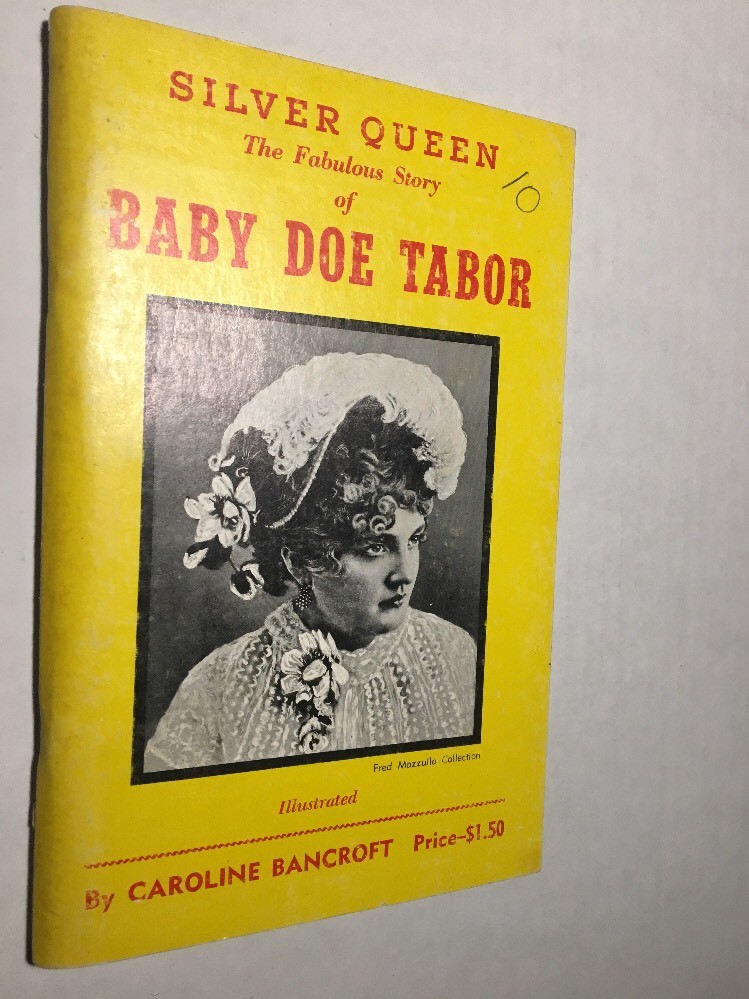 SILVER QUEEN
The Fabulous Story
of
10
BABY DOE TABOR
Fred Mazzulla Collection
Illustrated
By CAROLINE BANCROFT Price-$1.50